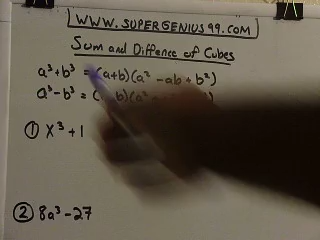 WWW.SUPERGENIUS99.COM
Sum and Diffence of Cubes
a³+b³ = (a+b)(a² -ab + b²)
a³-b³ = (
① x³+1
② 8a³-27